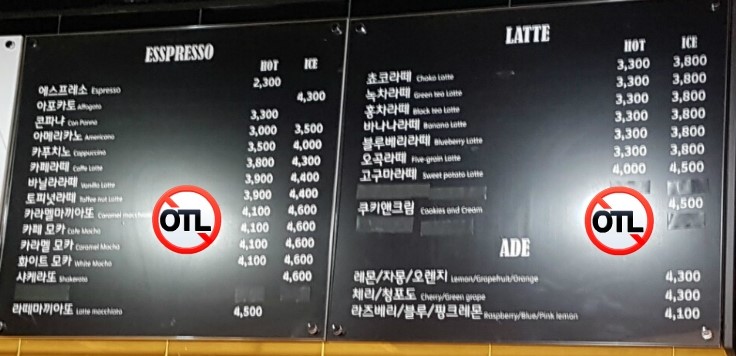 ESSPRESSO
HOT ICE
에스프레소 Espresso 2,300
아포카토 Affogato 4,300
콘파냐 Con Panna 3,300
아메리카노 Americano 3,000 3,500
카푸치노 Cappuccino 3,500 4,000
카페라떼 Caffe Latte 3,800 4,300
바닐라라떼 Vanilla Latte 3,900 4,400
토피넛라떼 Toffee Nut Latte 3,900 4,400
카라멜마끼아또 Caramel 4,100 4,600
카페 모카 Cafe Mocha 4,100 4,600
카라멜 모카 Caramel Mocha 4,100 4,600
화이트 모카 White Mocha 4,100 4,600
샤케라또 Shakerato 4,600
라떼마끼아또 Latte macchiato 4,500
OTL
LATTE
HOT ICE
쵸코라떼 Choko Latte 3,300 3,800
녹차라떼 Green tea Latte 3,300 3,800
홍차라떼 Black tea Latte 3,300 3,800
바나나라떼 Banana Latte 3,300 3,800
블루베리라떼 Blueberry Latte 3,300 3,800
오곡라떼 Five-grain Latte 3,300 3,800
고구마라떼 Sweet potato Latte 4,000 4,500
쿠키앤크림 Cookies and Cream 4,500
OTL
ADE
레몬/자몽/오렌지 Lemon/Grapefruit/Orange 4,300
체리/청포도 Cherry/Green grape 4,300
라즈베리/블루/핑크레몬 Raspberry/Blue/Pink lemon 4,100